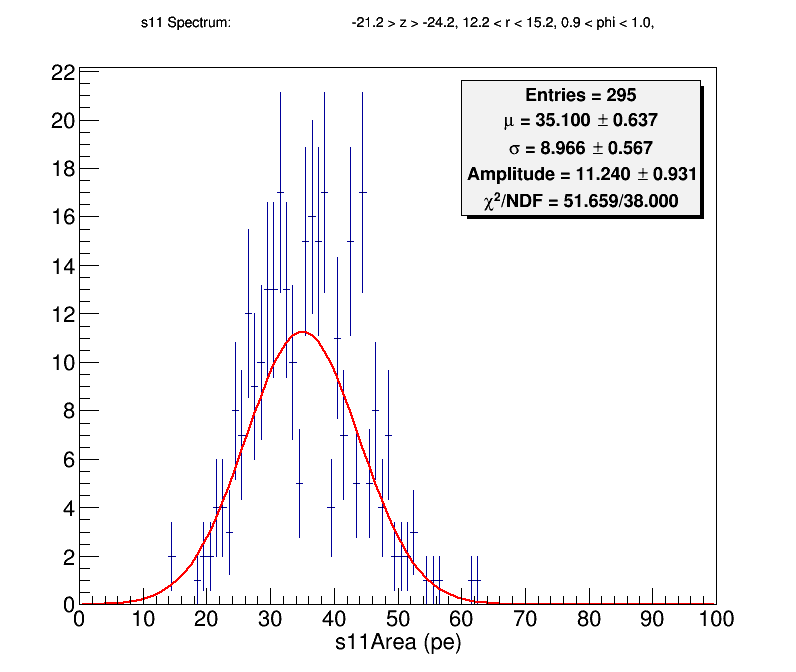 s11 Spectrum: -21.2 > z > -24.2, 12.2 < r < 15.2, 0.9 < phi < 1.0,
Entries = 295
μ = 35.100 ± 0.637
σ = 8.966 ± 0.567
Amplitude = 11.240 ± 0.931
χ²/NDF = 51.659/38.000
22
20
18
16
14
12
10
8
6
4
2
0
0 10 20 30 40 50 60 70 80 90 100
s11Area (pe)